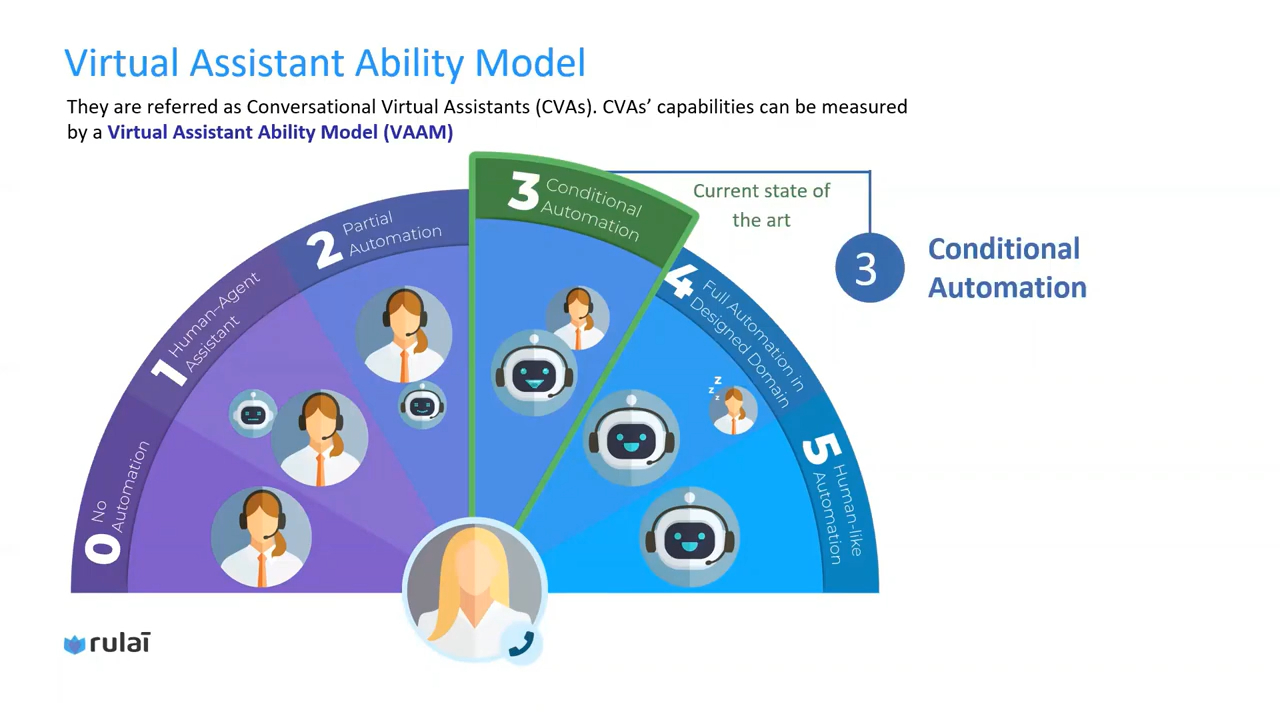 Virtual Assistant Ability Model
They are referred as Conversational Virtual Assistants (CVAs). CVAs’ capabilities can be measured
by a Virtual Assistant Ability Model (VAAM)
0 No
Automation
1 Human-Agent
Assistant
2 Partial
Automation
3 Conditional
Automation
4 Full Automation in
Designed Domain
5 Human-like
Automation
Current state of
the art
3
Conditional
Automation
z
z
z
rulaī